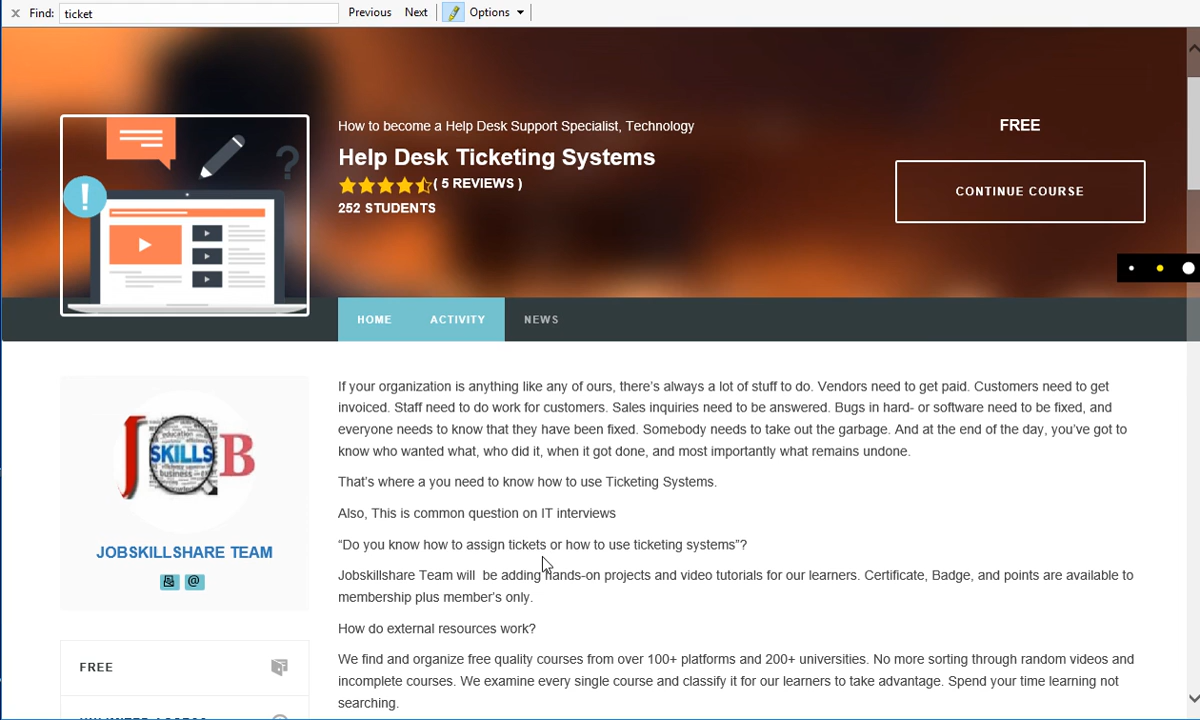 x Find: ticket Previous Next Options
How to become a Help Desk Support Specialist, Technology
Help Desk Ticketing Systems
( 5 REVIEWS )
252 STUDENTS
FREE
CONTINUE COURSE
HOME ACTIVITY NEWS
JOB SKILLS
education
business
JOBSKILLSHARE TEAM
@
FREE
If your organization is anything like any of ours, there’s always a lot of stuff to do. Vendors need to get paid. Customers need to get
invoiced. Staff need to do work for customers. Sales inquiries need to be answered. Bugs in hard- or software need to be fixed, and
everyone needs to know that they have been fixed. Somebody needs to take out the garbage. And at the end of the day, you’ve got to
know who wanted what, who did it, when it got done, and most importantly what remains undone.
That’s where a you need to know how to use Ticketing Systems.
Also, This is common question on IT interviews
“Do you know how to assign tickets or how to use ticketing systems”?
Jobskillshare Team will be adding hands-on projects and video tutorials for our learners. Certificate, Badge, and points are available to
membership plus member’s only.
How do external resources work?
We find and organize free quality courses from over 100+ platforms and 200+ universities. No more sorting through random videos and
incomplete courses. We examine every single course and classify it for our learners to take advantage. Spend your time learning not
searching.